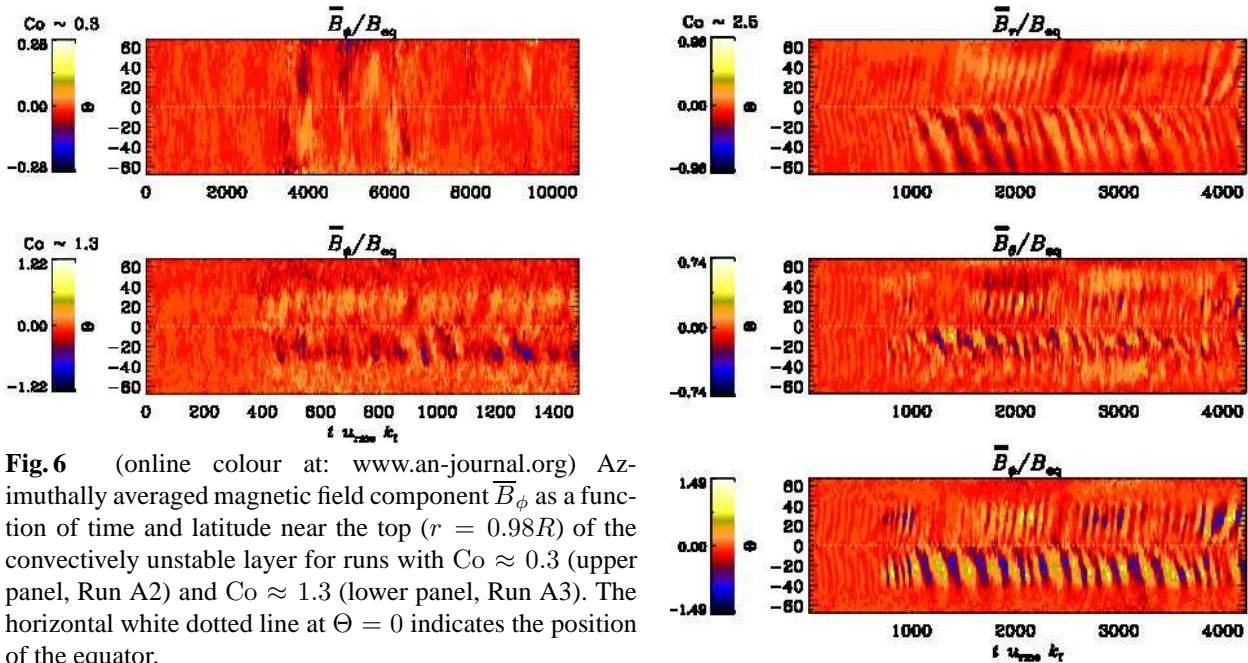 Co ~ 0.3
B̅ϕ/Beq
0.28
0.00
−0.28
Θ
60
40
20
0
−20
−40
−60
0 2000 4000 6000 8000 10000
Co ~ 1.3
B̅ϕ/Beq
1.22
0.00
−1.22
Θ
60
40
20
0
−20
−40
−60
0 200 400 600 800 1000 1200 1400
t urms kf
Fig. 6 (online colour at: www.an-journal.org) Az-
imuthally averaged magnetic field component B̅ϕ as a func-
tion of time and latitude near the top (r = 0.98R) of the
convectively unstable layer for runs with Co ≈ 0.3 (upper
panel, Run A2) and Co ≈ 1.3 (lower panel, Run A3). The
horizontal white dotted line at Θ = 0 indicates the position
of the equator.
Co ~ 2.5
B̅r/Beq
0.00
Θ
60
40
20
0
−20
−40
−60
1000 2000 3000 4000
B̅θ/Beq
0.74
0.00
−0.74
Θ
60
40
20
0
−20
−40
−60
1000 2000 3000 4000
B̅ϕ/Beq
1.49
0.00
−1.49
Θ
60
40
20
0
−20
−40
−60
1000 2000 3000 4000
t urms kf